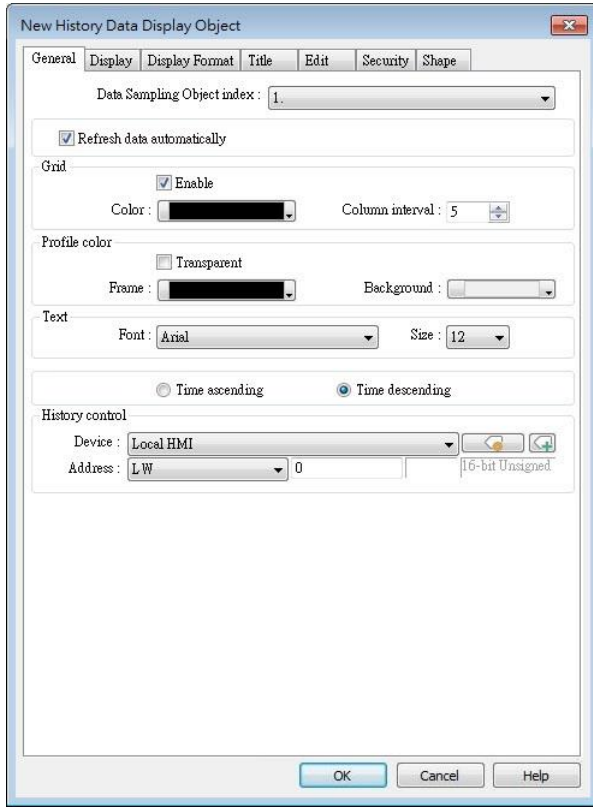 New History Data Display Object
General Display Display Format Title Edit Security Shape
Data Sampling Object index : 1.
Refresh data automatically
Grid
Enable
Color : Column interval : 5
Profile color
Transparent
Frame : Background :
Text
Font : Arial Size : 12
Time ascending Time descending
History control
Device : Local HMI
Address : LW 0 16-bit Unsigned
OK Cancel Help